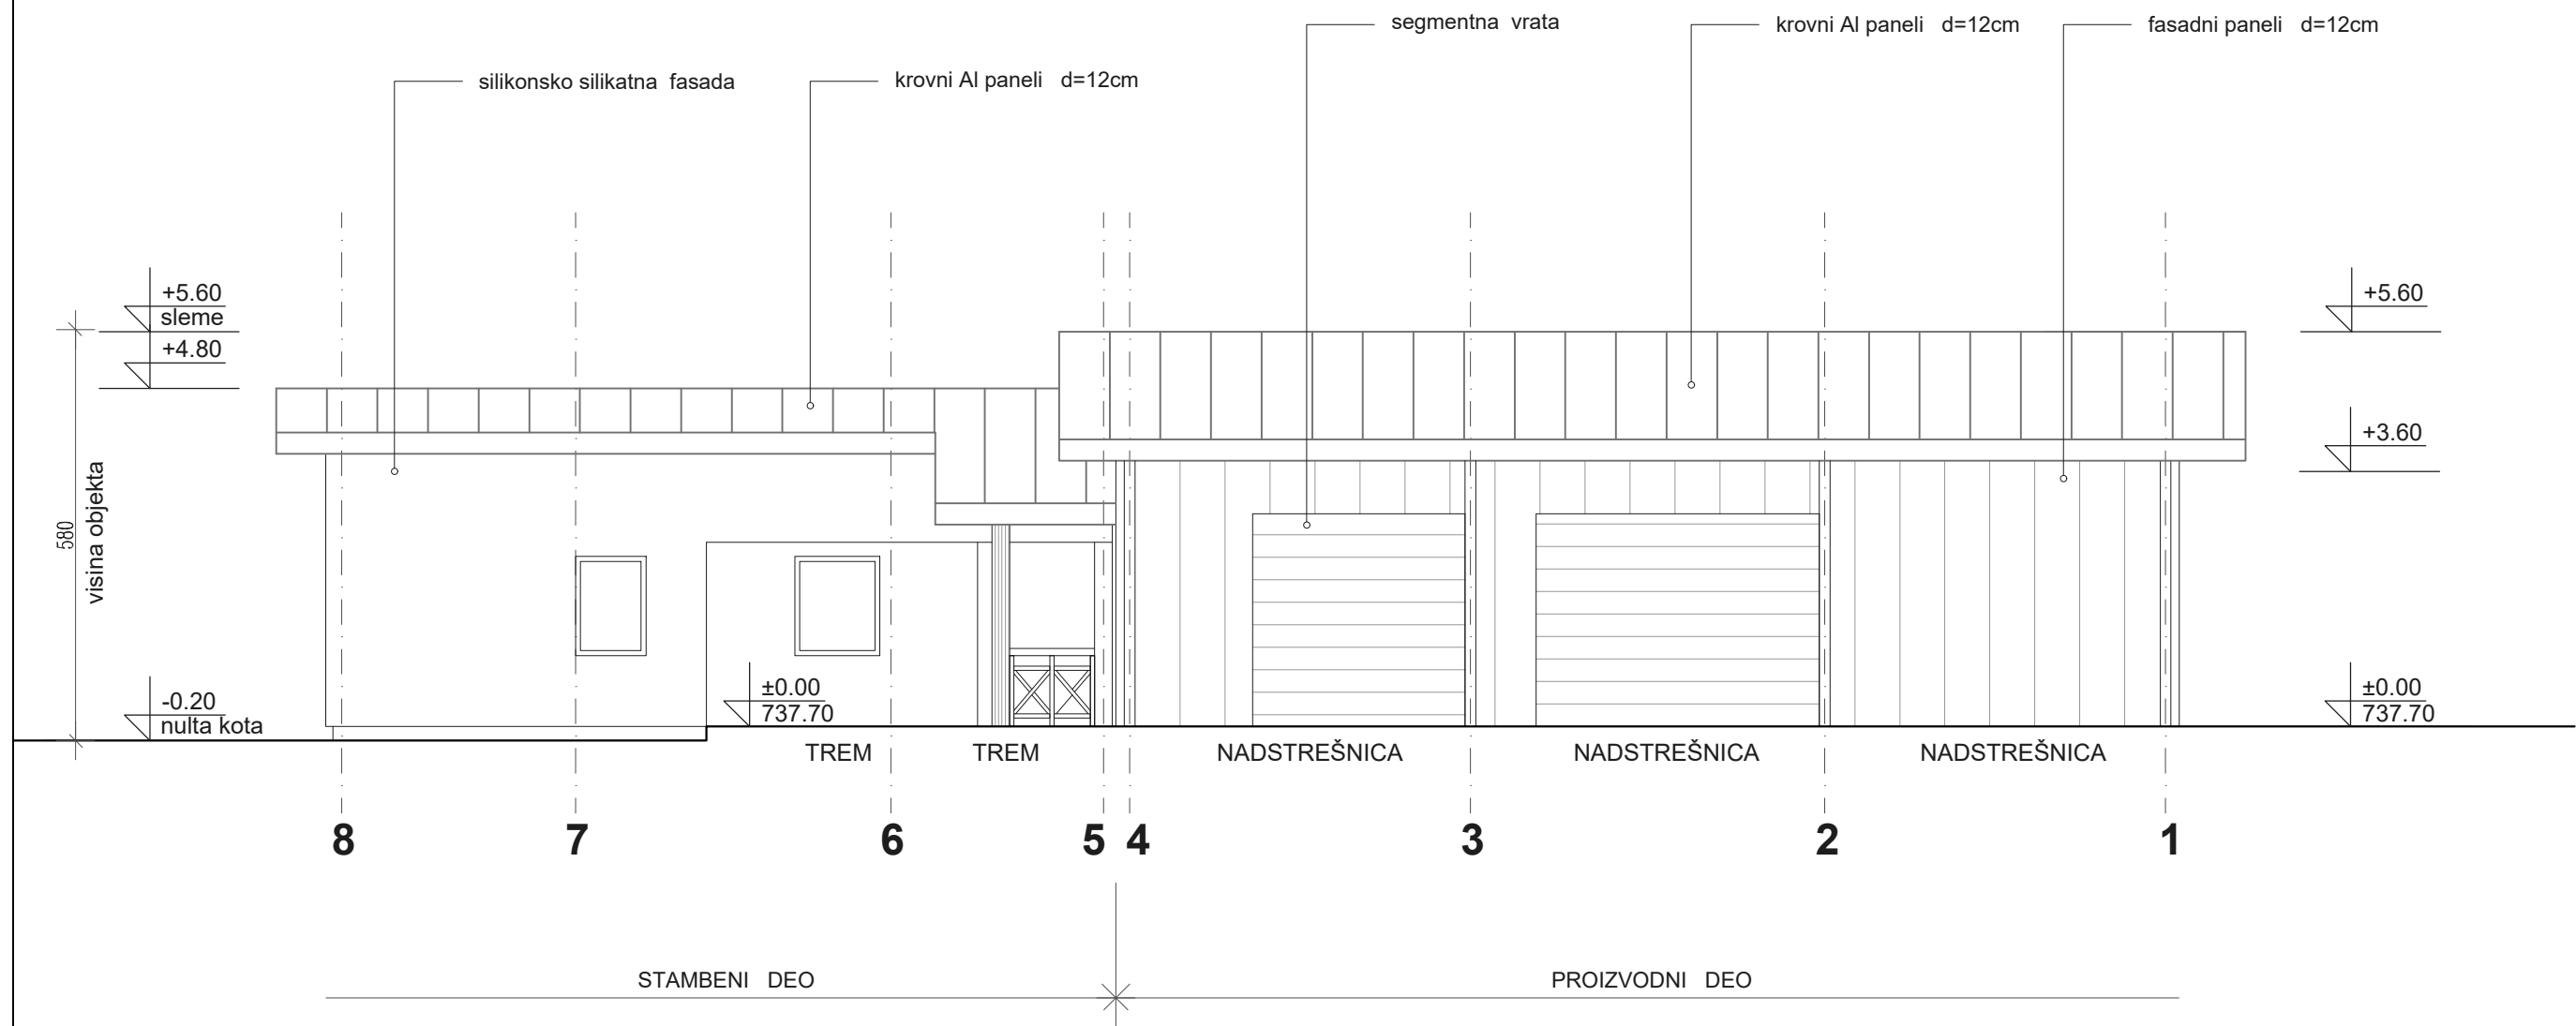 segmentna vrata
krovni Al paneli d=12cm
fasadni paneli d=12cm
silikonsko silikatna fasada
krovni Al paneli d=12cm
+5.60
sleme
+4.80
+5.60
+3.60
580
visina objekta
-0.20
nulta kota
±0.00
737.70
±0.00
737.70
TREM
TREM
NADSTREŠNICA
NADSTREŠNICA
NADSTREŠNICA
8
7
6
5
4
3
2
1
STAMBENI DEO
PROIZVODNI DEO